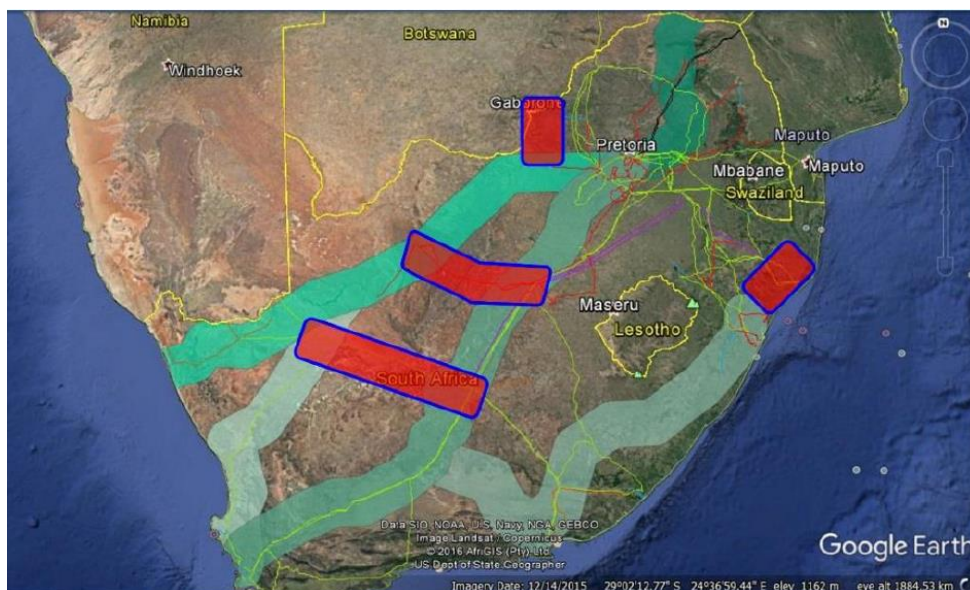 Namibia
Botswana
Windhoek
Gaborone
Pretoria
Maputo
Mbabane
Maputo
Swaziland
Maseru
Lesotho
South Africa
Data SIO, NOAA, U.S. Navy, NGA, GEBCO
Image Landsat / Copernicus
© 2016 AfriGIS (Pty) Ltd.
US Dept of State Geographer
Google Earth
Imagery Date: 12/14/2015 29°02'12.77" S 24°36'59.44" E elev 1162 m eye alt 1884.53 km
N